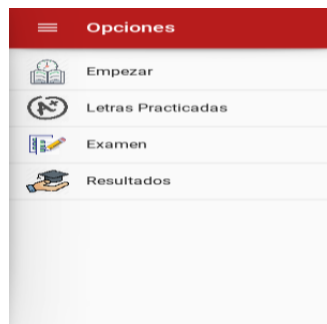 Opciones
Empezar
A+
Letras Practicadas
Examen
Resultados